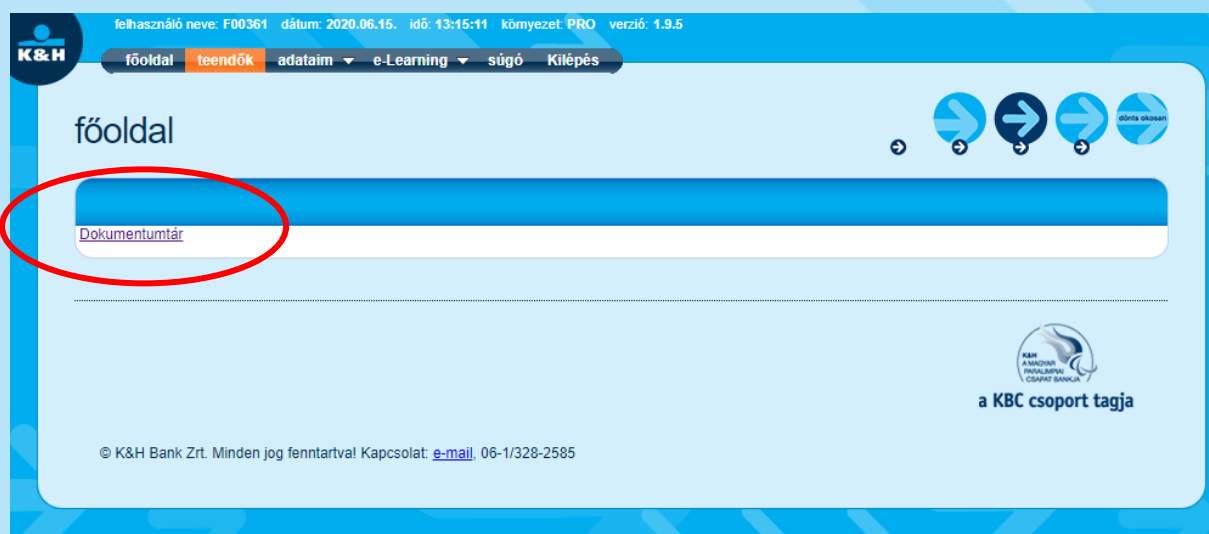 felhasználó neve: F00361 dátum: 2020.06.15. idő: 13:15:11 környezet: PRO verzió: 1.9.5
K&H
főoldal teendők adataim e-Learning súgó Kilépés
főoldal
dönts okosan
Dokumentumtár
K&H
A MAGYAR
PARALIMPIAI
CSAPAT BANKJA
a KBC csoport tagja
© K&H Bank Zrt. Minden jog fenntartva! Kapcsolat: e-mail, 06-1/328-2585